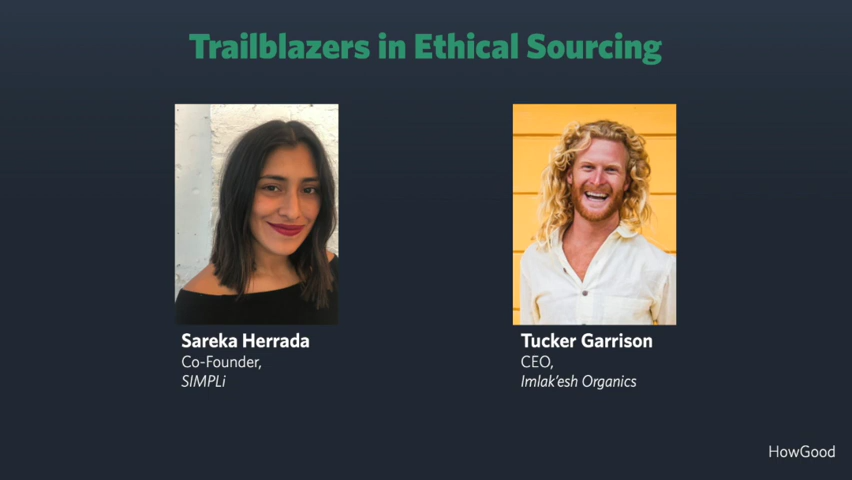 Trailblazers in Ethical Sourcing
Sareka Herrada
Co-Founder,
SIMPLi
Tucker Garrison
CEO,
Imlak'esh Organics
HowGood